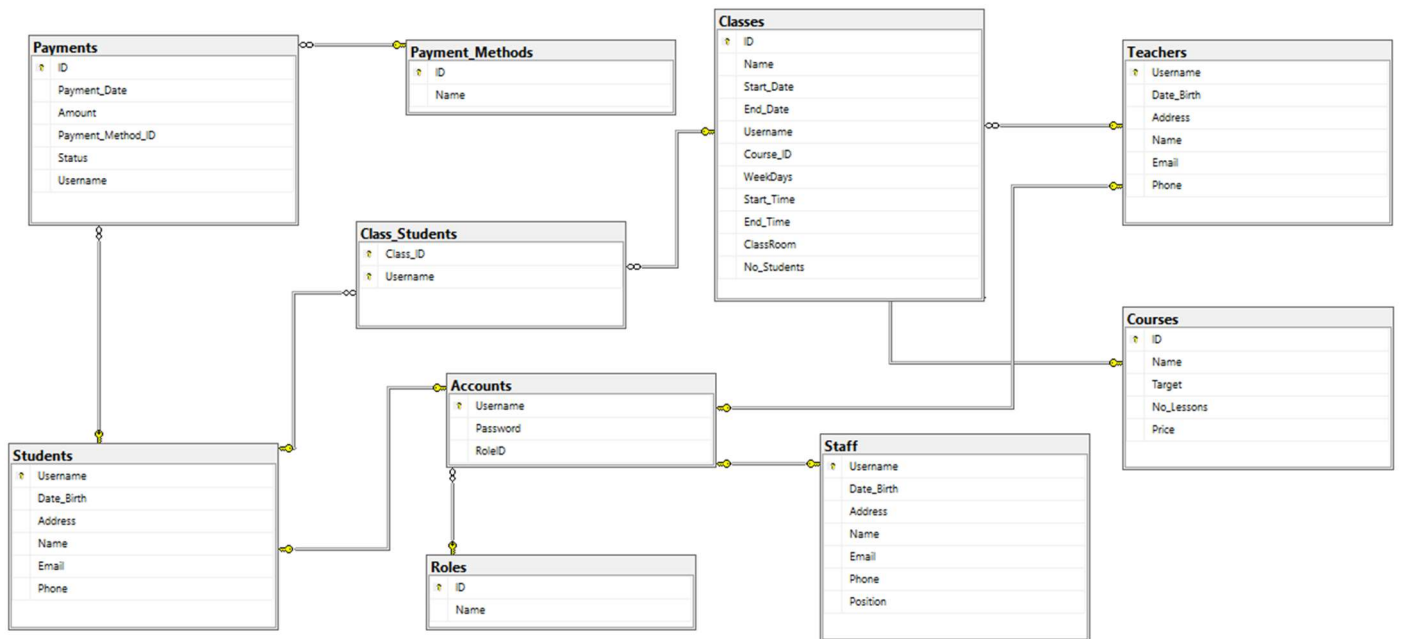 Payments
ID
Payment_Date
Amount
Payment_Method_ID
Status
Username
Payment_Methods
ID
Name
Classes
ID
Name
Start_Date
End_Date
Username
Course_ID
WeekDays
Start_Time
End_Time
ClassRoom
No_Students
Teachers
Username
Date_Birth
Address
Name
Email
Phone
Class_Students
Class_ID
Username
Courses
ID
Name
Target
No_Lessons
Price
Accounts
Username
Password
RoleID
Students
Username
Date_Birth
Address
Name
Email
Phone
Staff
Username
Date_Birth
Address
Name
Email
Phone
Position
Roles
ID
Name